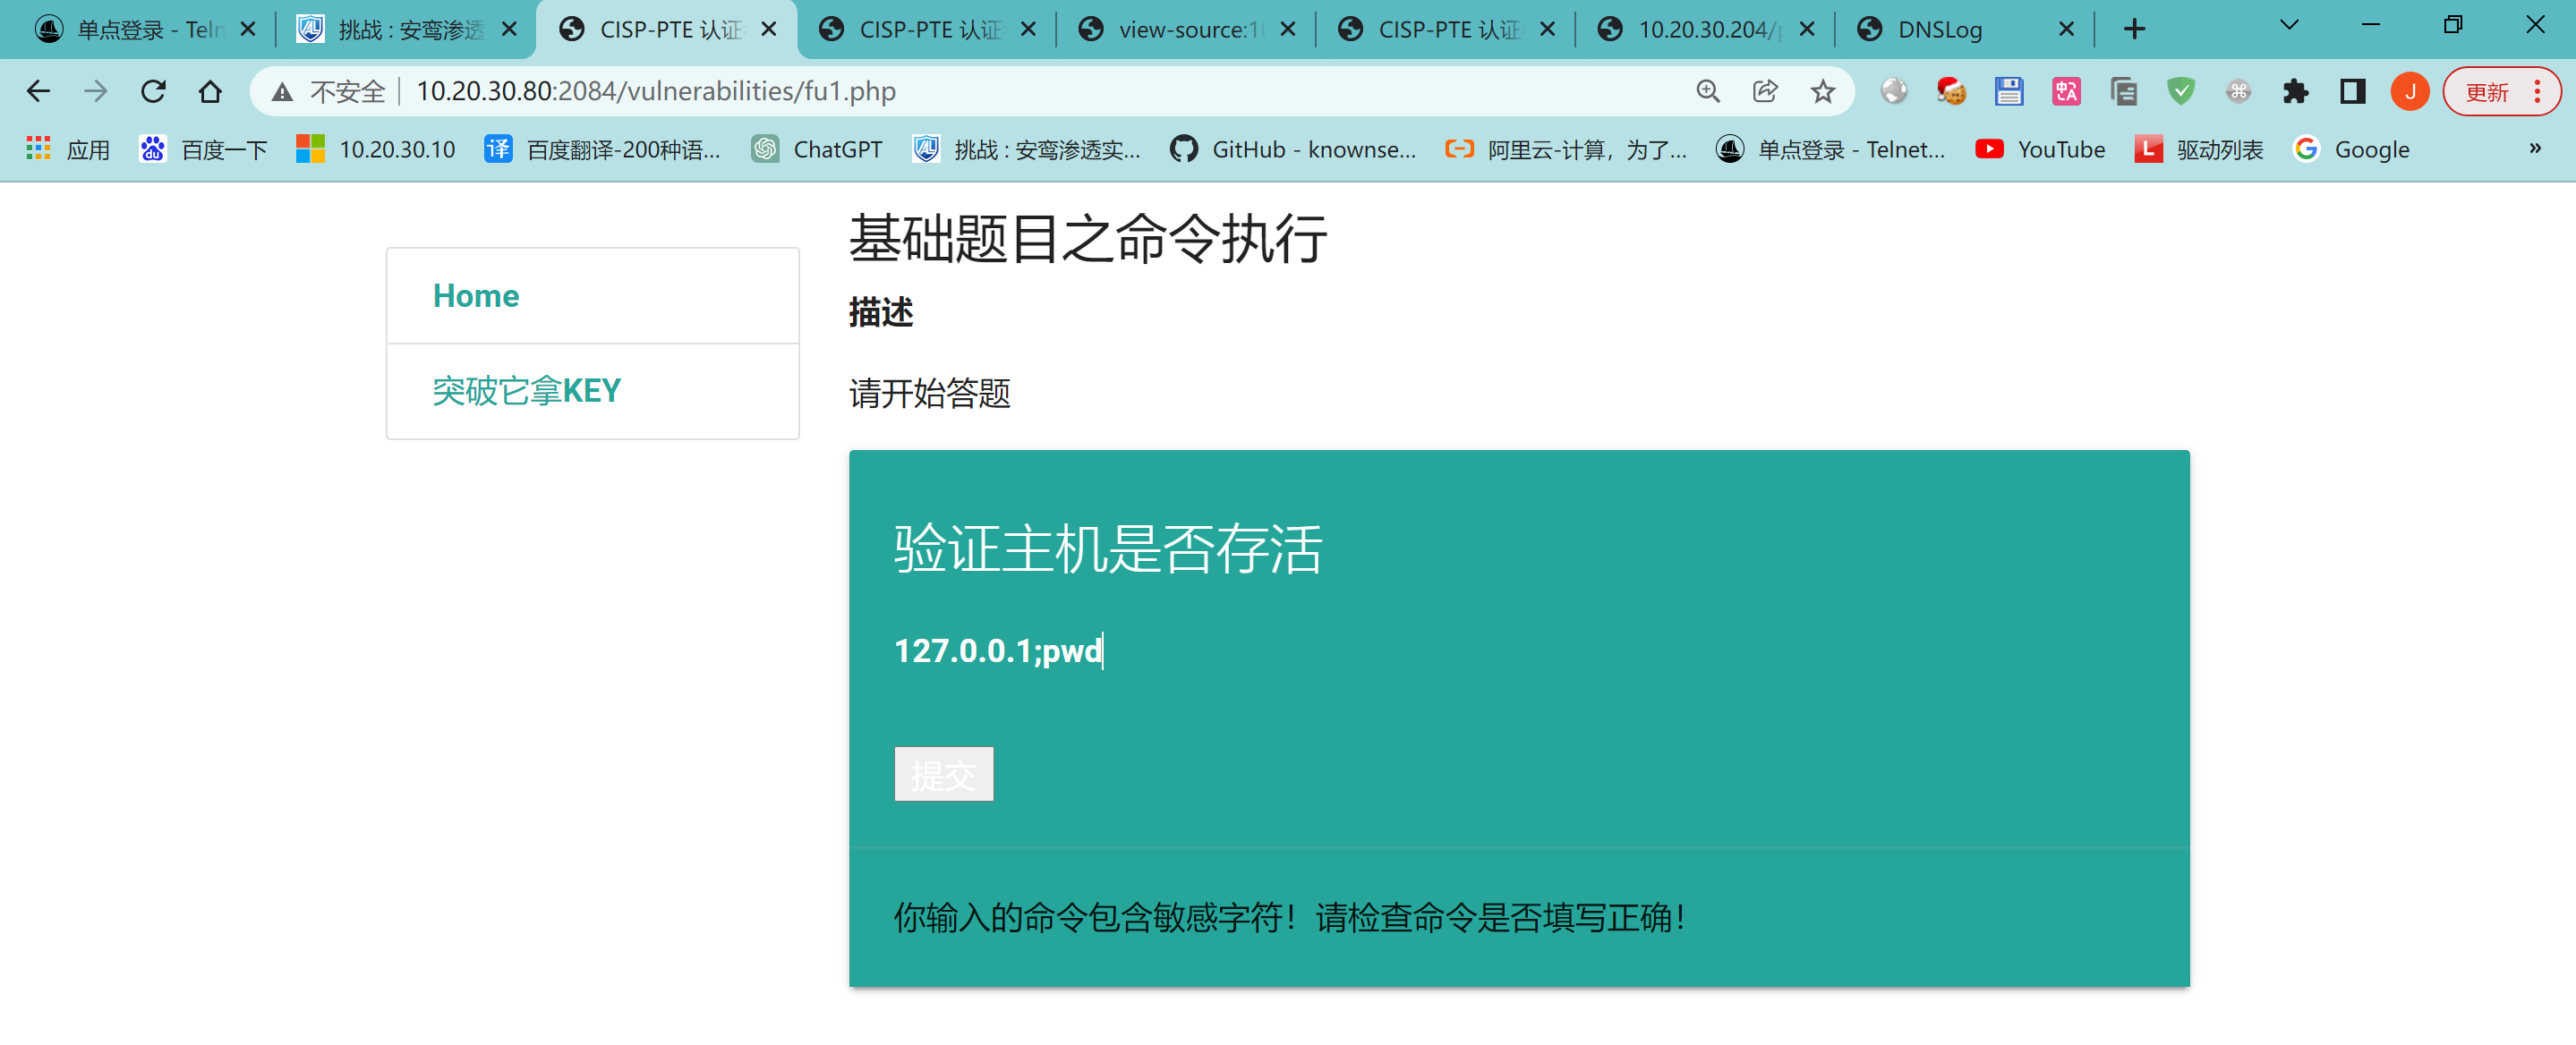 单点登录 - Teln
挑战 : 安鸾渗透
CISP-PTE 认证
CISP-PTE 认证
view-source:10
CISP-PTE 认证
10.20.30.204/p
DNSLog
不安全
10.20.30.80:2084/vulnerabilities/fu1.php
J
更新
应用
百度一下
10.20.30.10
译 百度翻译-200种语...
ChatGPT
挑战 : 安鸾渗透实...
GitHub - knownse...
阿里云-计算，为了...
单点登录 - Telnet...
YouTube
L 驱动列表
Google
»
基础题目之命令执行
Home
描述
突破它拿KEY
请开始答题
验证主机是否存活
127.0.0.1;pwd
提交
你输入的命令包含敏感字符！请检查命令是否填写正确！